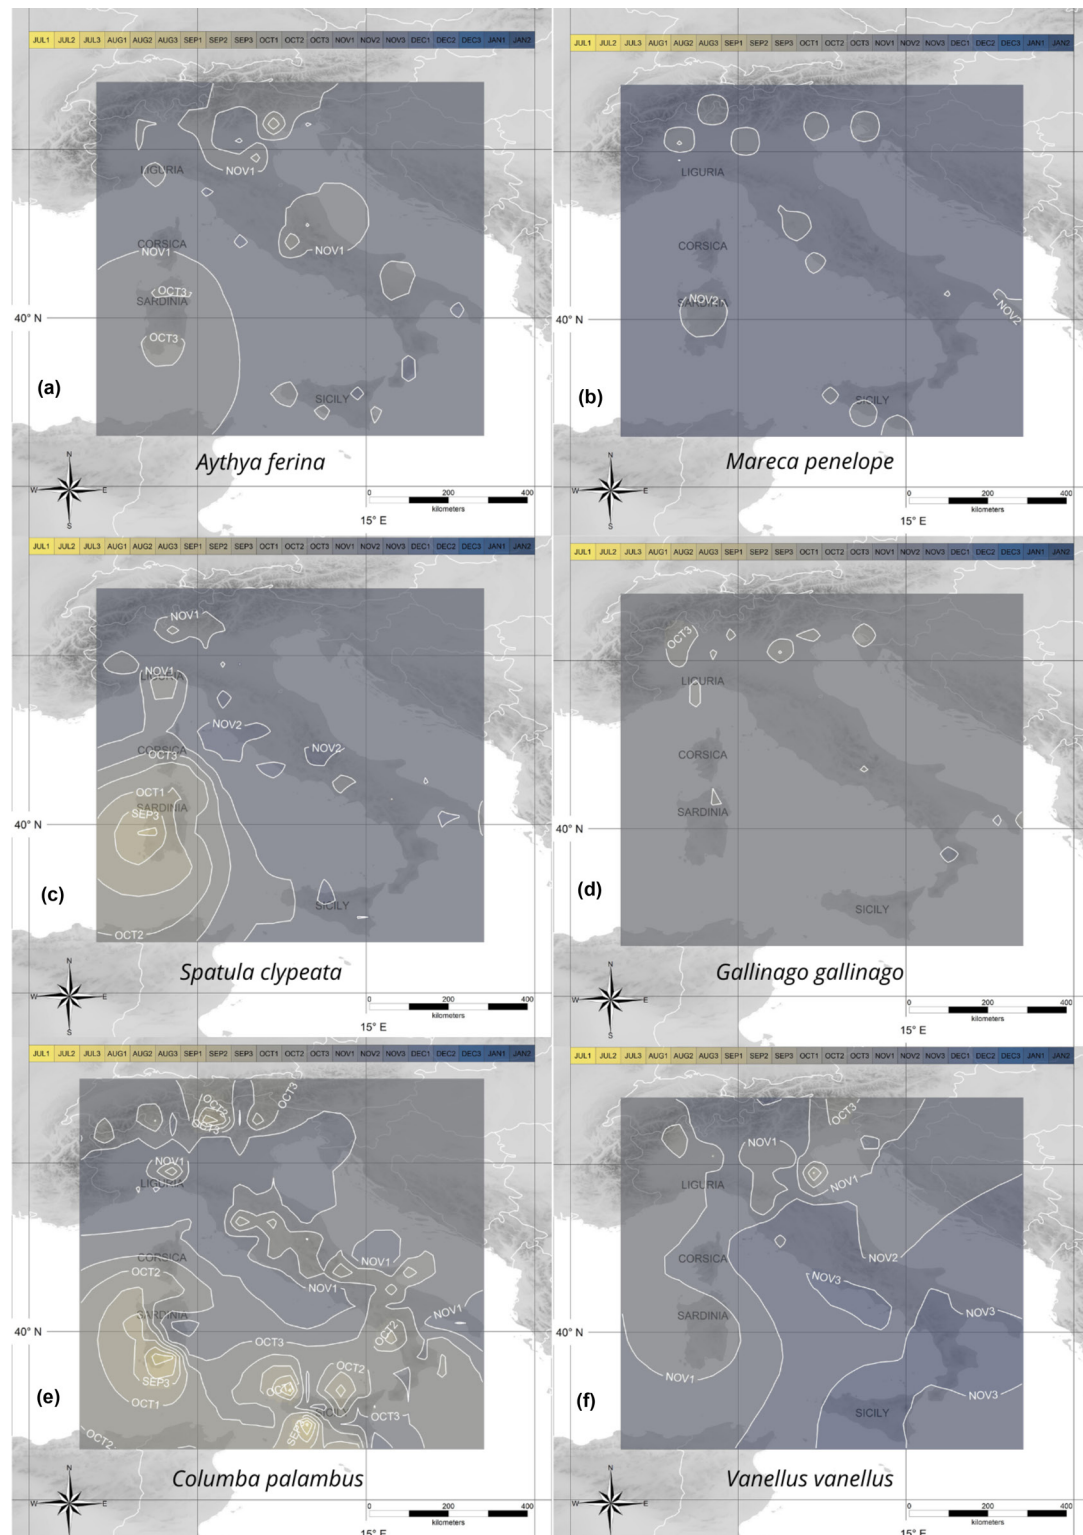 JUL1 JUL2 JUL3 AUG1 AUG2 AUG3 SEP1 SEP2 SEP3 OCT1 OCT2 OCT3 NOV1 NOV2 NOV3 DEC1 DEC2 DEC3 JAN1 JAN2
LIGURIA
NOV1
CORSICA
NOV1
NOV1
OCT3
SARDINIA
40° N
OCT3
(a)
SICILY
Aythya ferina
N
W E
S
0 200 400
kilometers
15° E
JUL1 JUL2 JUL3 AUG1 AUG2 AUG3 SEP1 SEP2 SEP3 OCT1 OCT2 OCT3 NOV1 NOV2 NOV3 DEC1 DEC2 DEC3 JAN1 JAN2
LIGURIA
CORSICA
NOV2
SARDINIA
NOV2
40° N
(b)
SICILY
Mareca penelope
N
W E
S
0 200 400
kilometers
15° E
JUL1 JUL2 JUL3 AUG1 AUG2 AUG3 SEP1 SEP2 SEP3 OCT1 OCT2 OCT3 NOV1 NOV2 NOV3 DEC1 DEC2 DEC3 JAN1 JAN2
NOV1
NOV1
LIGURIA
NOV2
CORSICA
NOV2
OCT3
OCT1
SARDINIA
SEP3
40° N
(c)
SICILY
OCT2
Spatula clypeata
N
W E
S
0 200 400
kilometers
15° E
JUL1 JUL2 JUL3 AUG1 AUG2 AUG3 SEP1 SEP2 SEP3 OCT1 OCT2 OCT3 NOV1 NOV2 NOV3 DEC1 DEC2 DEC3 JAN1 JAN2
OCT3
LIGURIA
CORSICA
SARDINIA
40° N
(d)
SICILY
Gallinago gallinago
N
W E
S
0 200 400
kilometers
15° E
JUL1 JUL2 JUL3 AUG1 AUG2 AUG3 SEP1 SEP2 SEP3 OCT1 OCT2 OCT3 NOV1 NOV2 NOV3 DEC1 DEC2 DEC3 JAN1 JAN2
OCT2
OCT3
OCT3
NOV1
LIGURIA
CORSICA
NOV1
OCT2
NOV1
SARDINIA
NOV1
40° N
OCT2
OCT3
OCT2
SEP3
OCT1
(e)
SICILY
OCT3
OCT2
Columba palambus
N
W E
S
0 200 400
kilometers
15° E
JUL1 JUL2 JUL3 AUG1 AUG2 AUG3 SEP1 SEP2 SEP3 OCT1 OCT2 OCT3 NOV1 NOV2 NOV3 DEC1 DEC2 DEC3 JAN1 JAN2
OCT3
NOV1
NOV1
LIGURIA
CORSICA
NOV2
NOV3
SARDINIA
NOV3
40° N
NOV1
NOV3
(f)
SICILY
Vanellus vanellus
N
W E
S
0 200 400
kilometers
15° E